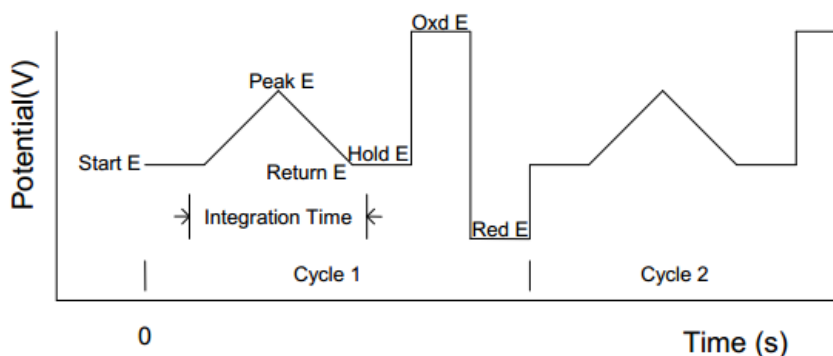 Oxd E
Potential(V)
Peak E
Start E
Hold E
Return E
Integration Time
Red E
Cycle 1
Cycle 2
0
Time (s)